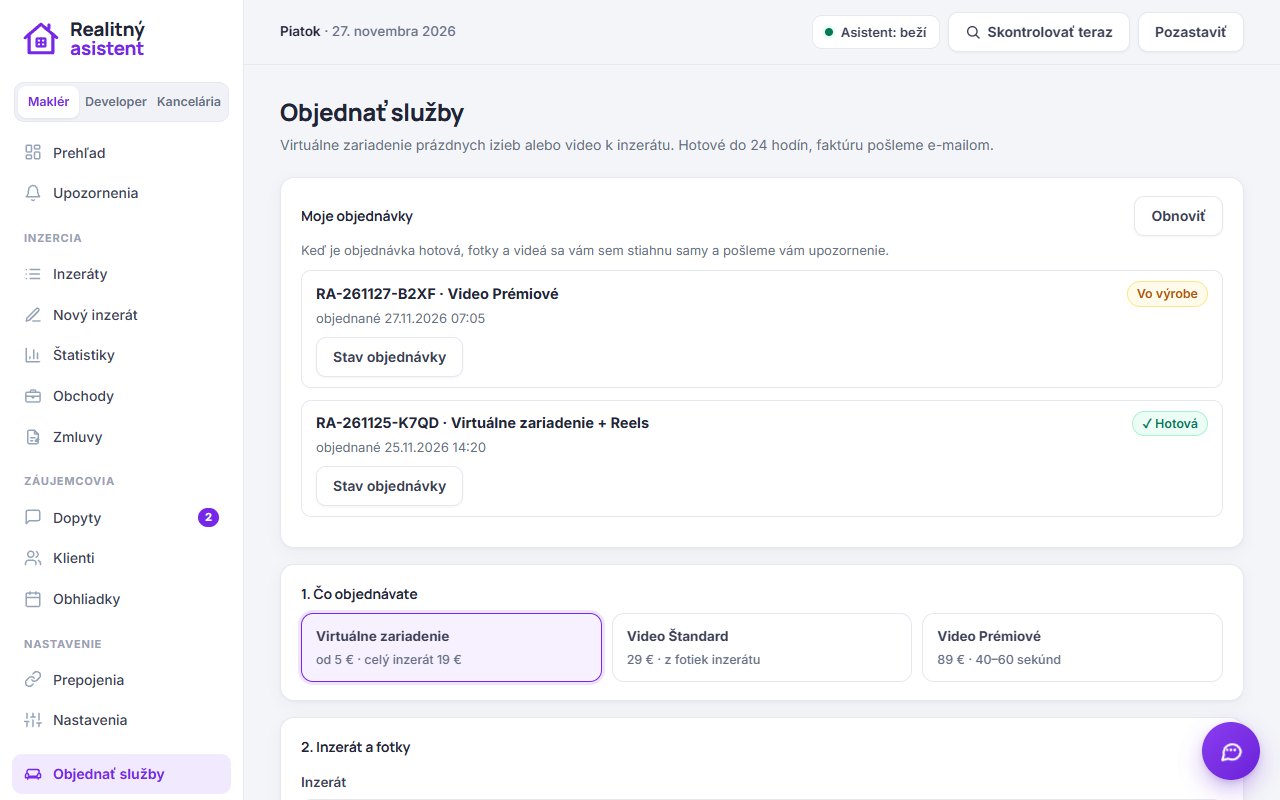 Realitný
asistent
Maklér
Developer
Kancelária
Prehľad
Upozornenia
INZERCIA
Inzeráty
Nový inzerát
Štatistiky
Obchody
Zmluvy
ZÁUJEMCOVIA
Dopyty
2
Klienti
Obhliadky
NASTAVENIE
Prepojenia
Nastavenia
Objednať služby
Piatok · 27. novembra 2026
Asistent: beží
Skontrolovať teraz
Pozastaviť
Objednať služby
Virtuálne zariadenie prázdnych izieb alebo video k inzerátu. Hotové do 24 hodín, faktúru pošleme e-mailom.
Moje objednávky
Obnoviť
Keď je objednávka hotová, fotky a videá sa vám sem stiahnu samy a pošleme vám upozornenie.
RA-261127-B2XF · Video Prémiové
Vo výrobe
objednané 27.11.2026 07:05
Stav objednávky
RA-261125-K7QD · Virtuálne zariadenie + Reels
✓ Hotová
objednané 25.11.2026 14:20
Stav objednávky
1. Čo objednávate
Virtuálne zariadenie
od 5 € · celý inzerát 19 €
Video Štandard
29 € · z fotiek inzerátu
Video Prémiové
89 € · 40–60 sekúnd
2. Inzerát a fotky
Inzerát